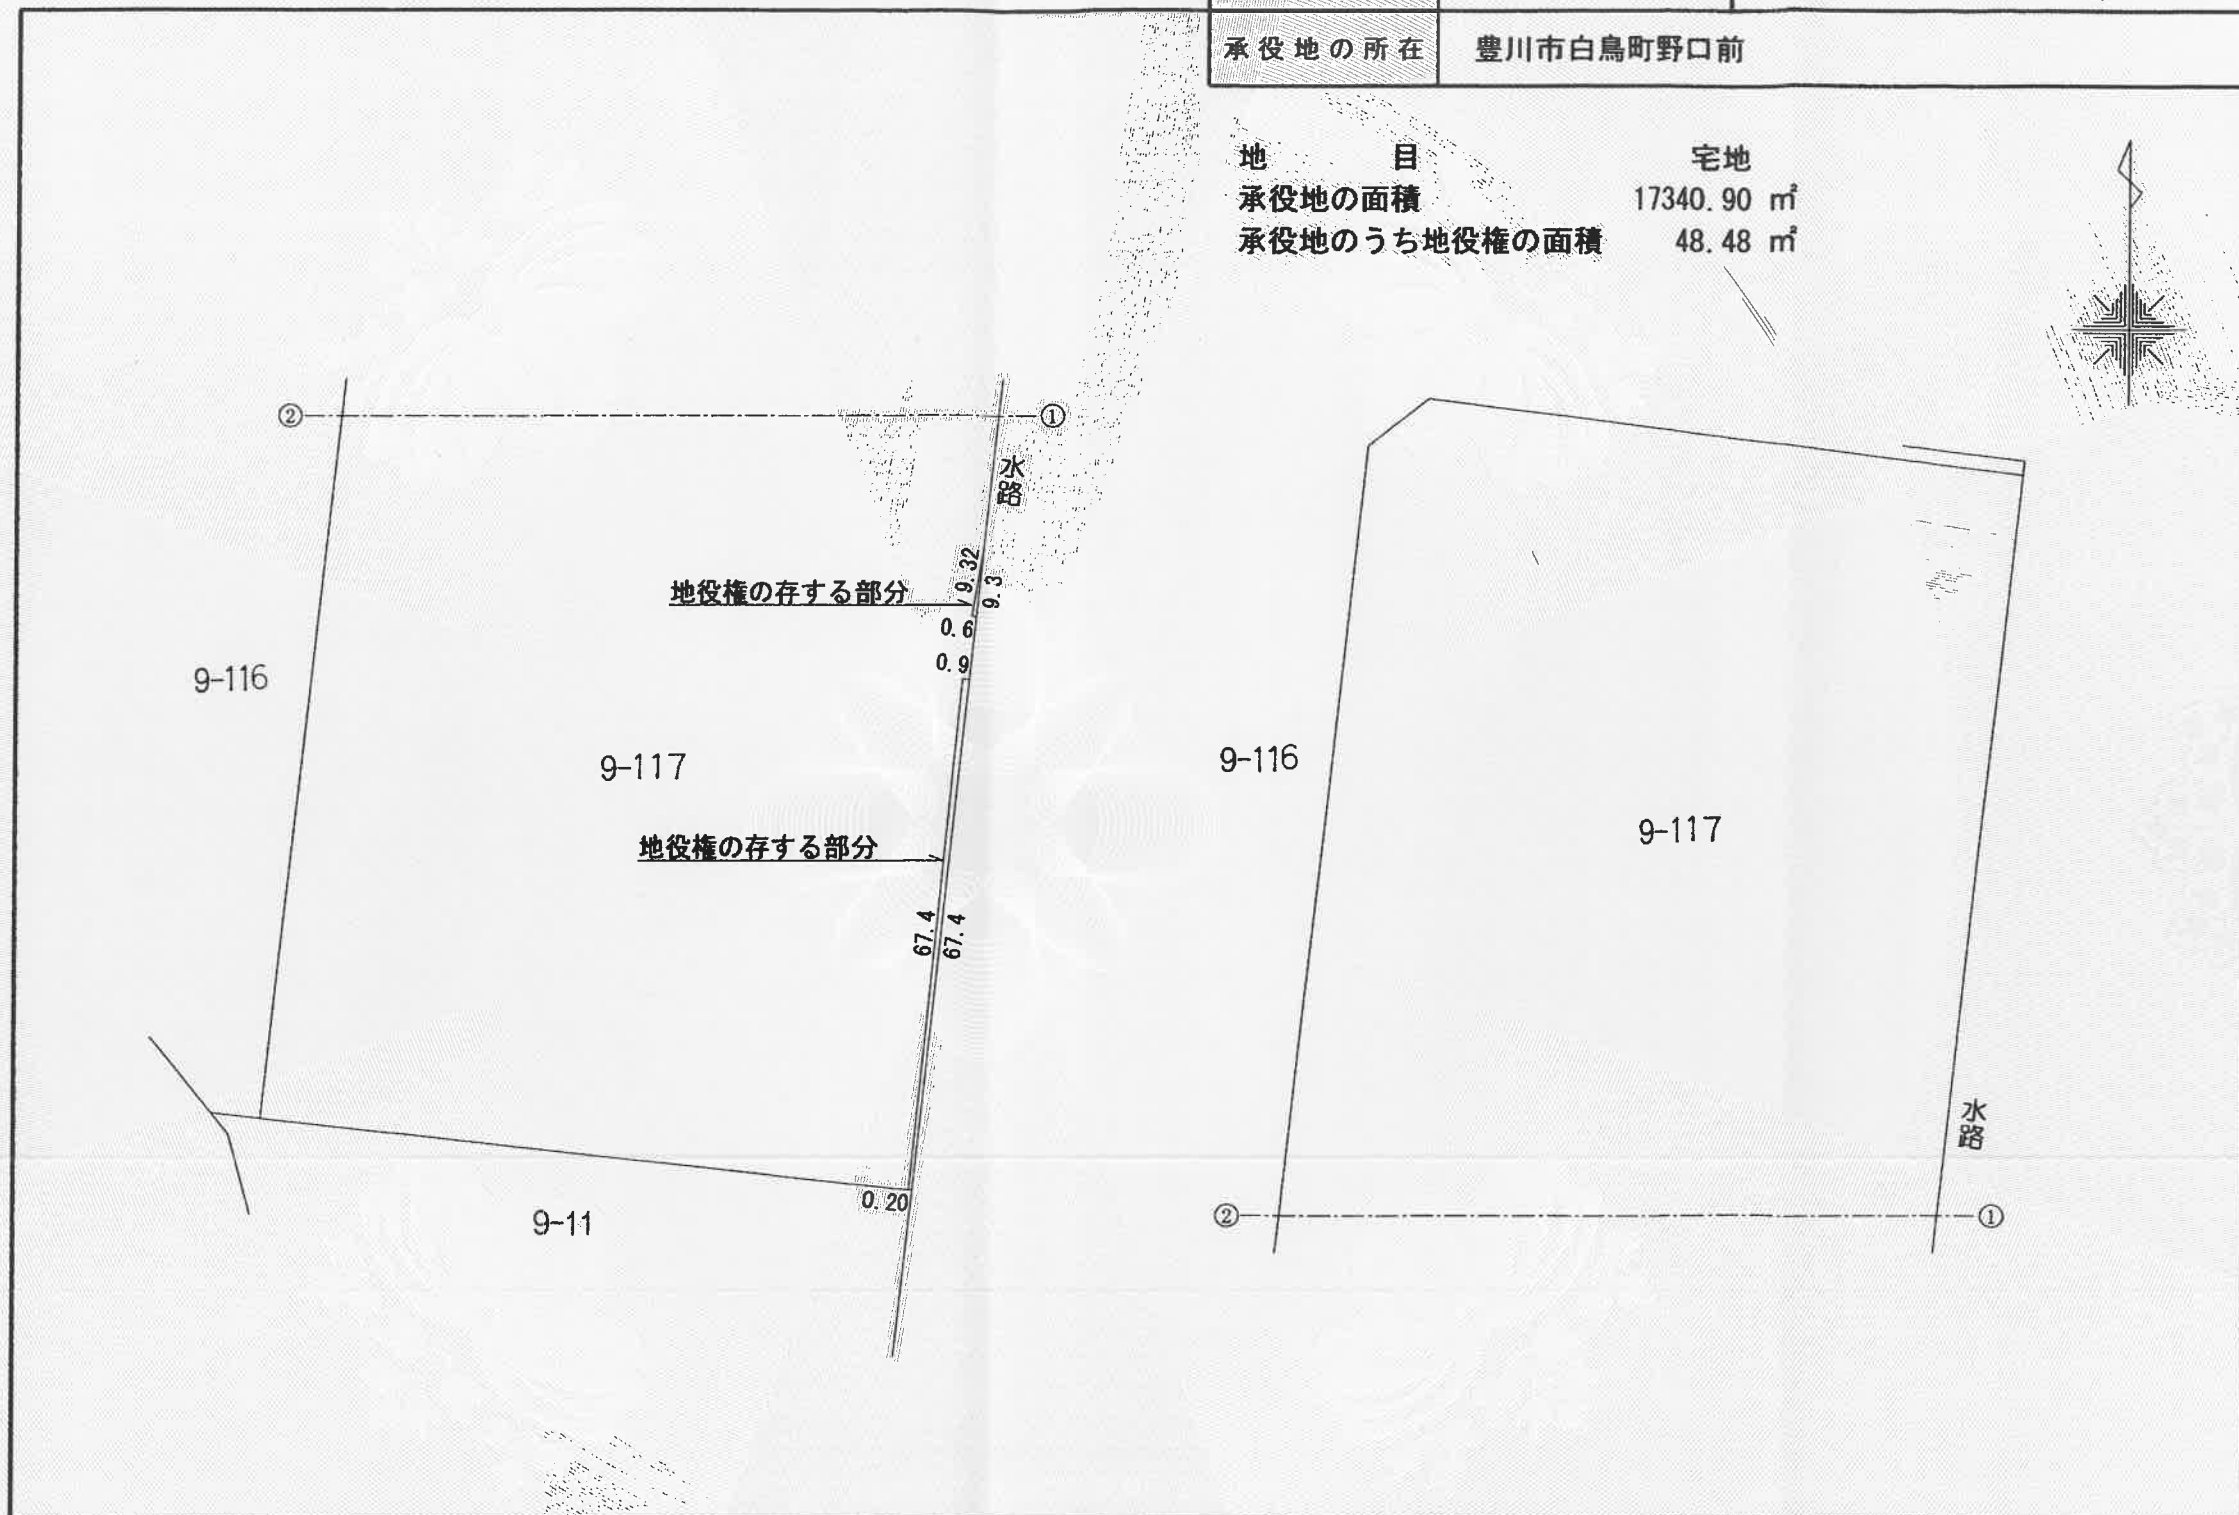 承役地の所在 豊川市白鳥町野口前
地 目 宅地
承役地の面積 17340.90 ㎡
承役地のうち地役権の面積 48.48 ㎡
② ①
水路
9.32
9.3
地役権の存する部分
0.6
0.9
9-116
9-117
地役権の存する部分
67.4
67.4
0.20
9-11
9-116
9-117
水路
② ①